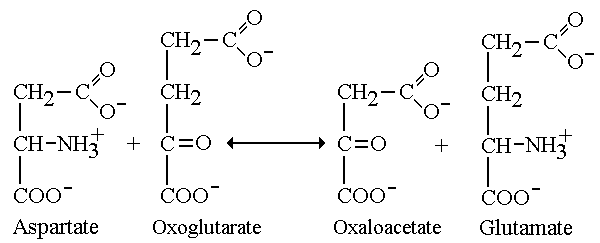 O O
CH2–C CH2–C
O⁻ O⁻
O O
CH2–C CH2 CH2–C CH2
O⁻ O⁻
CH–NH3⁺ + C=O ⟷ C=O + CH–NH3⁺
COO⁻ COO⁻ COO⁻ COO⁻
Aspartate Oxoglutarate Oxaloacetate Glutamate